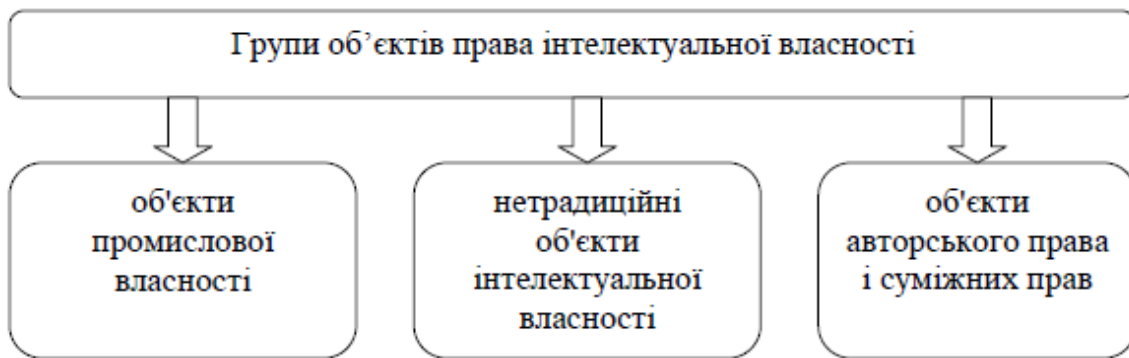 Групи об’єктів права інтелектуальної власності
об'єкти
промислової
власності
нетрадиційні
об'єкти
інтелектуальної
власності
об'єкти
авторського права
і суміжних прав